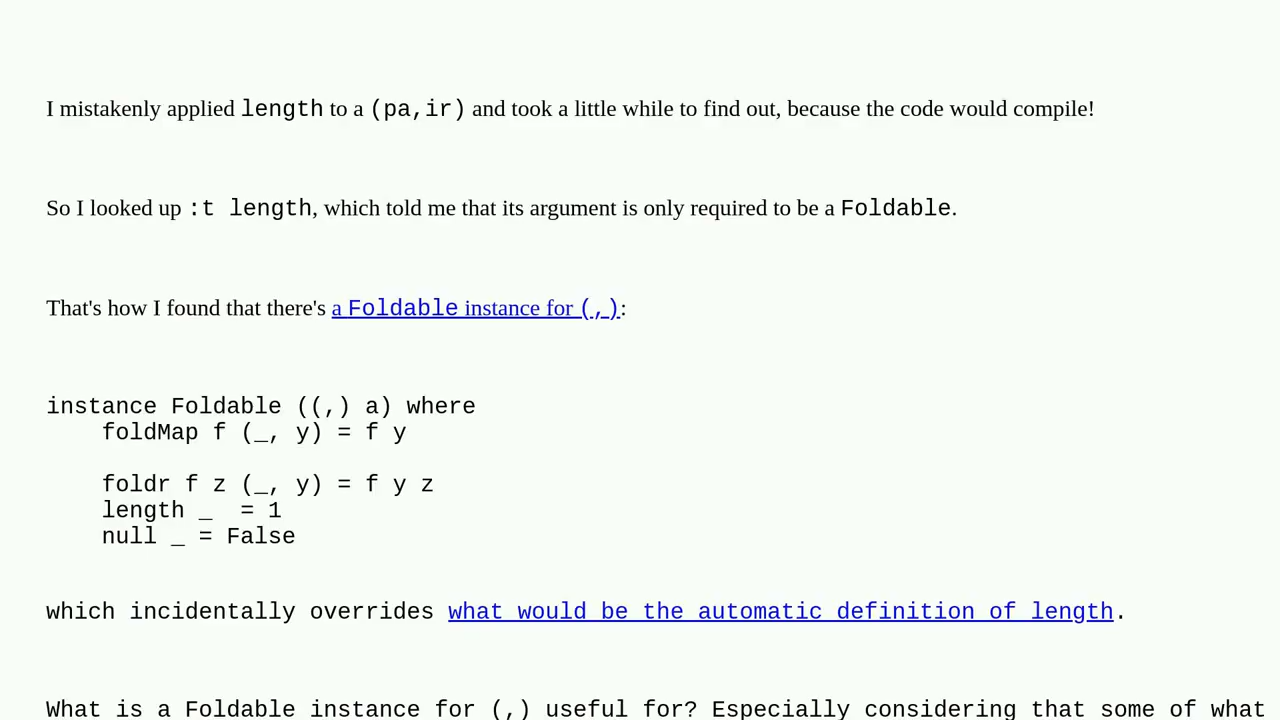 I mistakenly applied length to a (pa,ir) and took a little while to find out, because the code would compile!
So I looked up :t length, which told me that its argument is only required to be a Foldable.
That's how I found that there's a Foldable instance for (,):
instance Foldable ((,) a) where
    foldMap f (_, y) = f y
    foldr f z (_, y) = f y z
    length _  = 1
    null _ = False
which incidentally overrides what would be the automatic definition of length.
What is a Foldable instance for (,) useful for? Especially considering that some of what